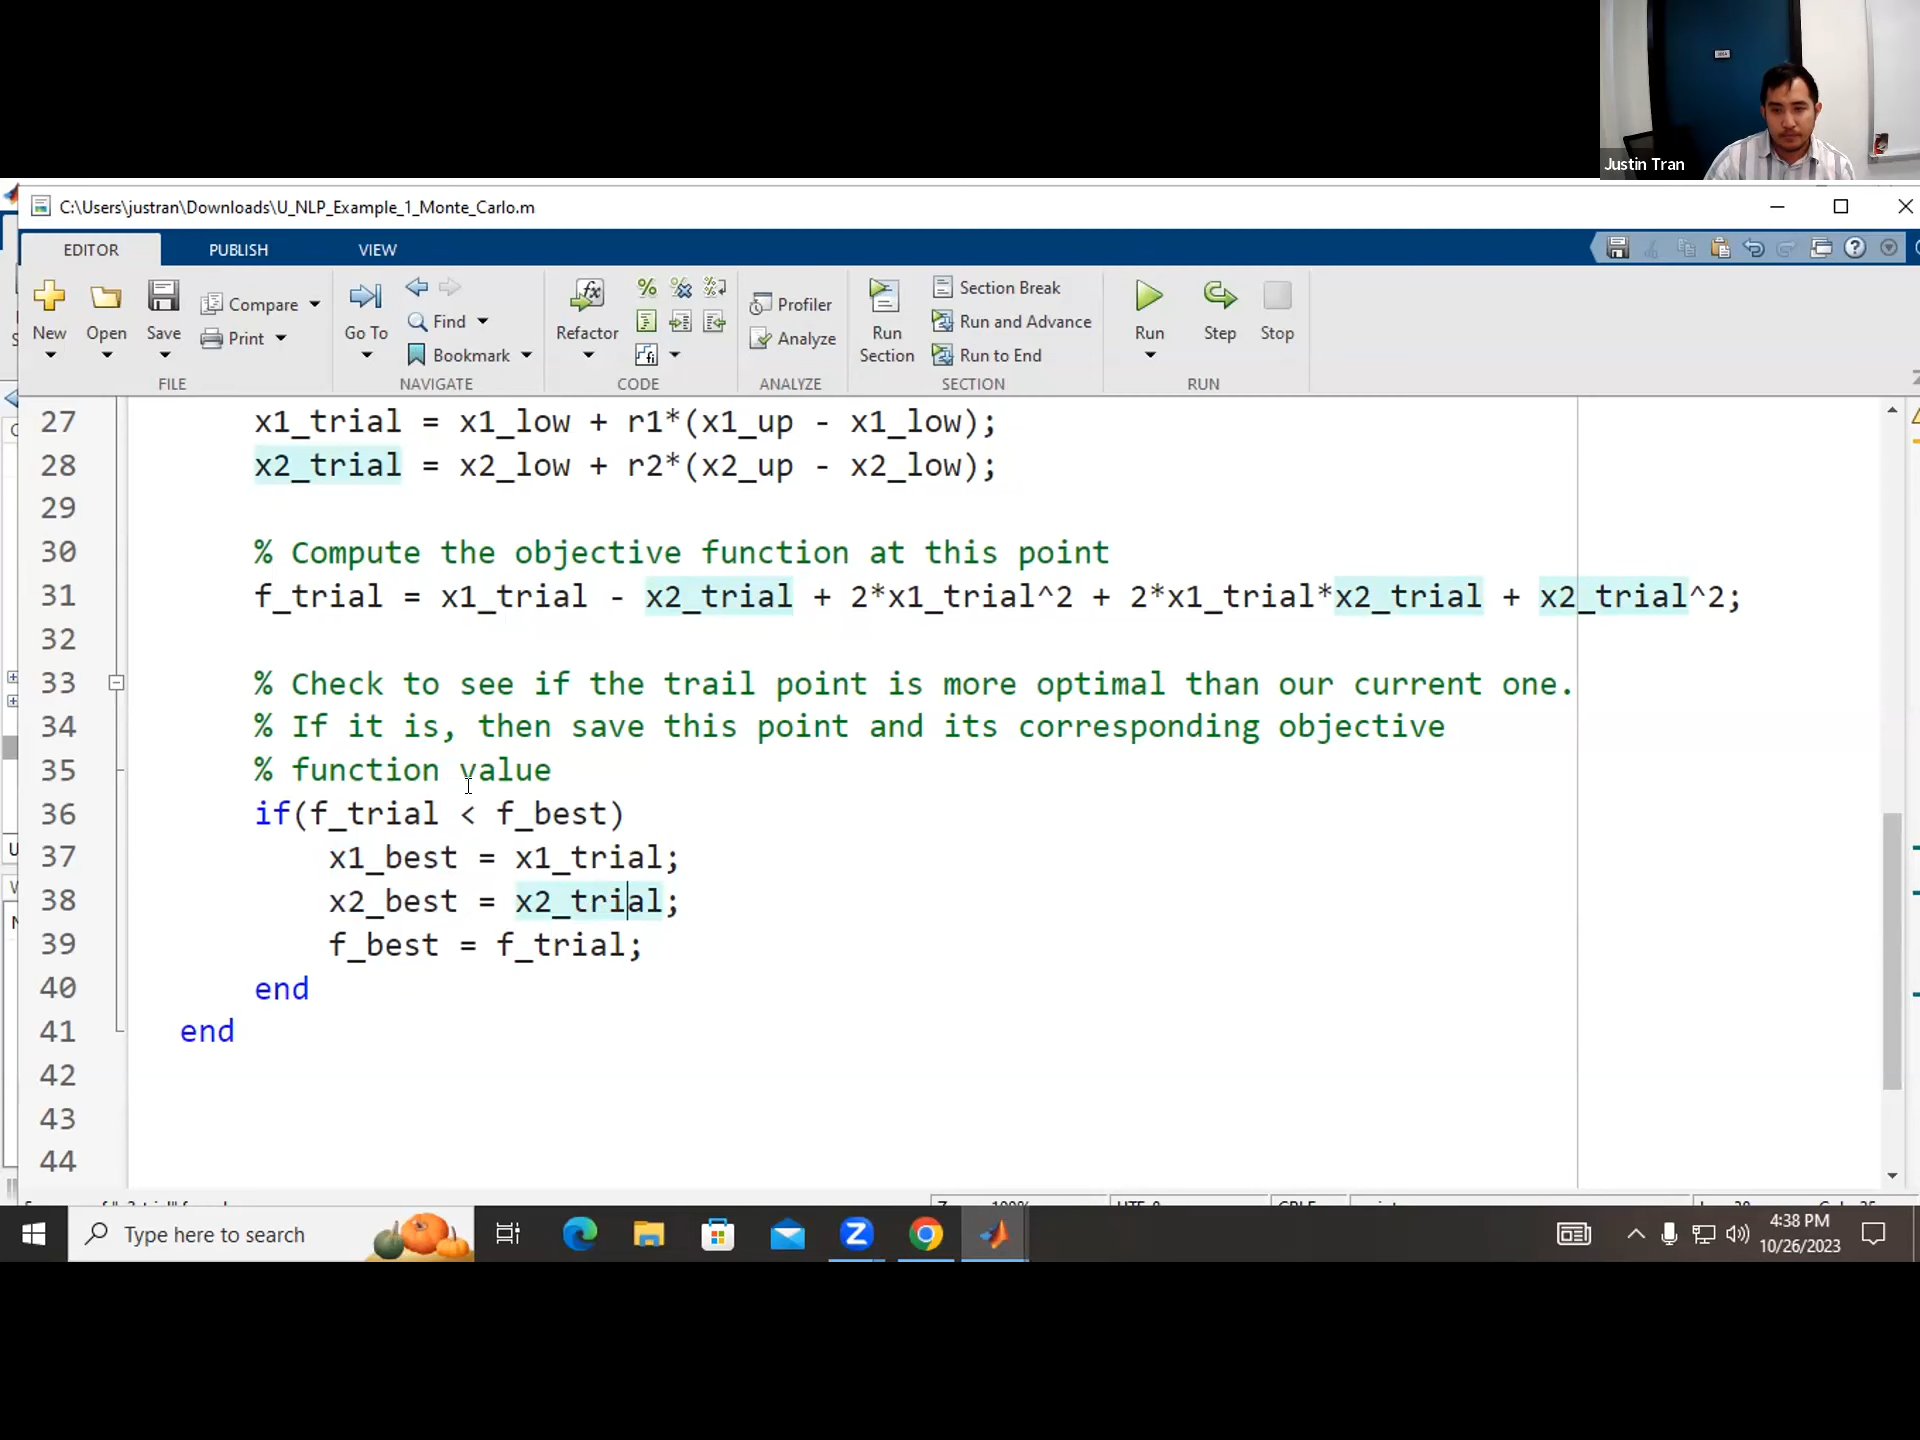 Justin Tran
C:\Users\justran\Downloads\U_NLP_Example_1_Monte_Carlo.m
EDITOR PUBLISH VIEW
New Open Save Compare Print
FILE
Go To Find Bookmark
NAVIGATE
Refactor
CODE
Profiler
Analyze
ANALYZE
Run Section
Section Break
Run and Advance
Run to End
SECTION
Run Step Stop
RUN
27 x1_trial = x1_low + r1*(x1_up - x1_low);
28 x2_trial = x2_low + r2*(x2_up - x2_low);
29
30 % Compute the objective function at this point
31 f_trial = x1_trial - x2_trial + 2*x1_trial^2 + 2*x1_trial*x2_trial + x2_trial^2;
32
33 % Check to see if the trail point is more optimal than our current one.
34 % If it is, then save this point and its corresponding objective
35 % function value
36 if(f_trial < f_best)
37 x1_best = x1_trial;
38 x2_best = x2_trial;
39 f_best = f_trial;
40 end
41 end
42
43
44
Type here to search
4:38 PM
10/26/2023